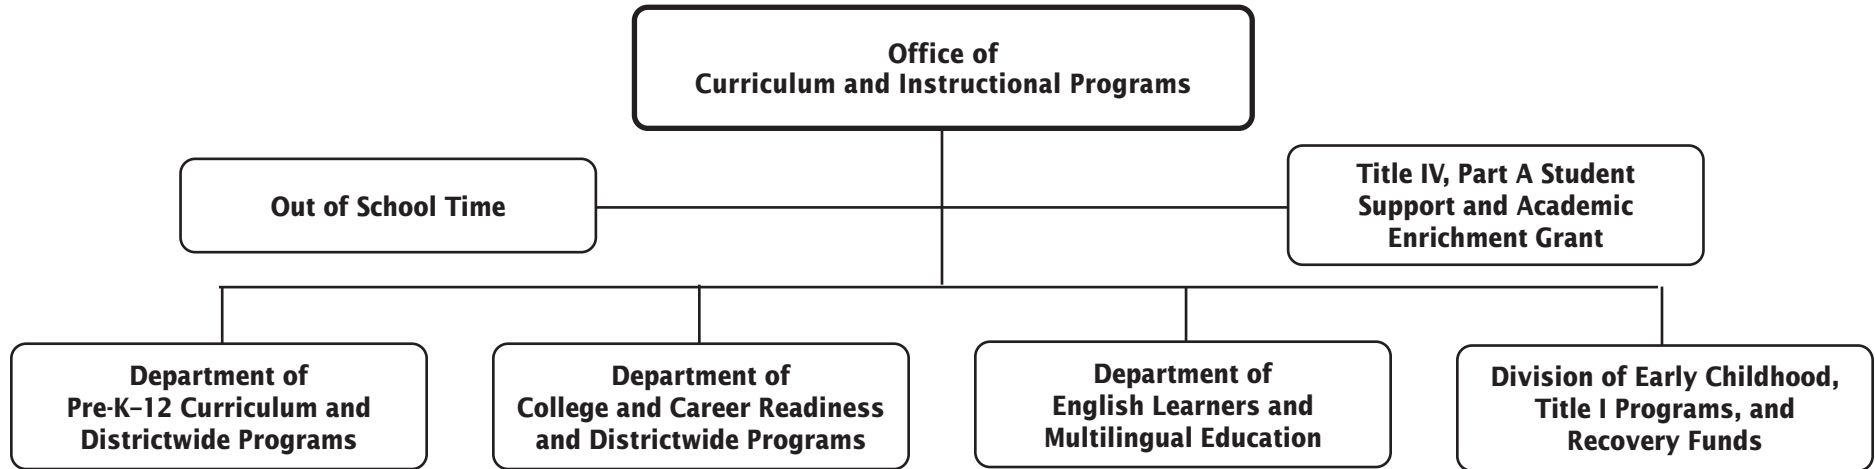 Office of
Curriculum and Instructional Programs
Out of School Time
Title IV, Part A Student
Support and Academic
Enrichment Grant
Department of
Pre-K–12 Curriculum and
Districtwide Programs
Department of
College and Career Readiness
and Districtwide Programs
Department of
English Learners and
Multilingual Education
Division of Early Childhood,
Title I Programs, and
Recovery Funds